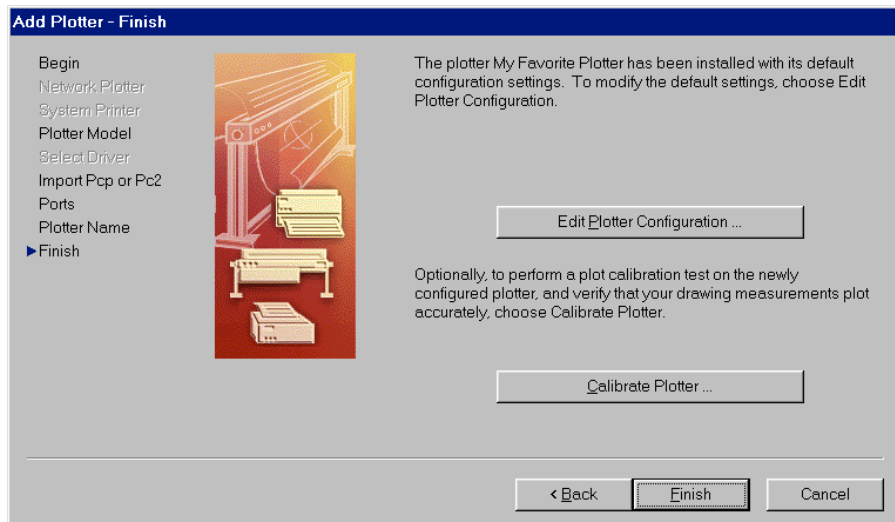 Add Plotter - Finish
Begin
Network Plotter
System Printer
Plotter Model
Select Driver
Import Pcp or Pc2
Ports
Plotter Name
Finish
The plotter My Favorite Plotter has been installed with its default
configuration settings. To modify the default settings, choose Edit
Plotter Configuration.
Edit Plotter Configuration ...
Optionally, to perform a plot calibration test on the newly
configured plotter, and verify that your drawing measurements plot
accurately, choose Calibrate Plotter.
Calibrate Plotter ...
< Back
Finish
Cancel